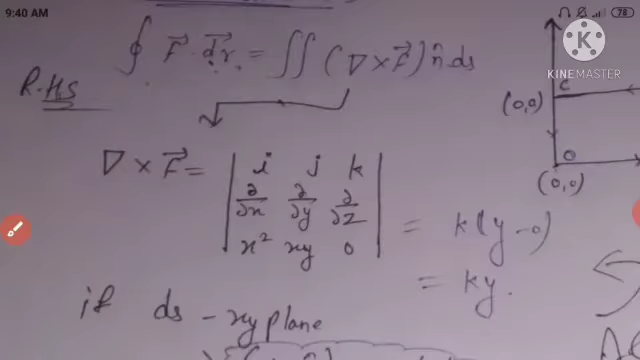 9:40 AM
78
∮ F⃗ · dr⃗ = ∬ (∇ × F⃗) n̂ ds
R.H.S
KINEMASTER
C
(0,0)
O
(0,0)
∇ × F⃗ =
i j k
∂/∂x ∂/∂y ∂/∂z
x² xy 0
= k(y-0)
= ky.
if ds - xy plane